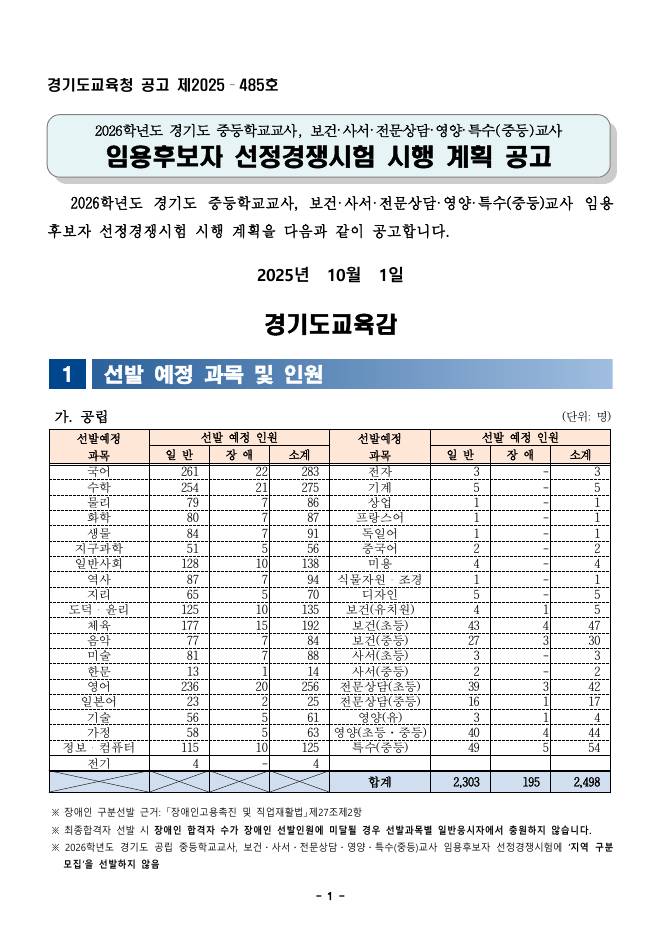 경기도교육청 공고 제2025 - 485호
2026학년도 경기도 중등학교교사, 보건·사서·전문상담·영양·특수(중등)교사
임용후보자 선정경쟁시험 시행 계획 공고
2026학년도 경기도 중등학교교사, 보건·사서·전문상담·영양·특수(중등)교사 임용
후보자 선정경쟁시험 시행 계획을 다음과 같이 공고합니다.
2025년 10월 1일
경기도교육감
1 선발 예정 과목 및 인원
가. 공립 (단위: 명)
선발예정 선발 예정 인원 선발예정 선발 예정 인원
과목 일 반 장 애 소계 과목 일 반 장 애 소계
국어 261 22 283 전자 3 - 3
수학 254 21 275 기계 5 - 5
물리 79 7 86 상업 1 - 1
화학 80 7 87 프랑스어 1 - 1
생물 84 7 91 독일어 1 - 1
지구과학 51 5 56 중국어 2 - 2
일반사회 128 10 138 미용 4 - 4
역사 87 7 94 식물자원·조경 1 - 1
지리 65 5 70 디자인 5 - 5
도덕·윤리 125 10 135 보건(유치원) 4 1 5
체육 177 15 192 보건(초등) 43 4 47
음악 77 7 84 보건(중등) 27 3 30
미술 81 7 88 사서(초등) 3 - 3
한문 13 1 14 사서(중등) 2 - 2
영어 236 20 256 전문상담(초등) 39 3 42
일본어 23 2 25 전문상담(중등) 16 1 17
기술 56 5 61 영양(유) 3 1 4
가정 58 5 63 영양(초등·중등) 40 4 44
정보·컴퓨터 115 10 125 특수(중등) 49 5 54
전기 4 - 4
합계 2,303 195 2,498
※ 장애인 구분선발 근거: 「장애인고용촉진 및 직업재활법」제27조제2항
※ 최종합격자 선발 시 장애인 합격자 수가 장애인 선발인원에 미달될 경우 선발과목별 일반응시자에서 충원하지 않습니다.
※ 2026학년도 경기도 공립 중등학교교사, 보건·사서·전문상담·영양·특수(중등)교사 임용후보자 선정경쟁시험에 '지역 구분
모집'을 선발하지 않음
- 1 -